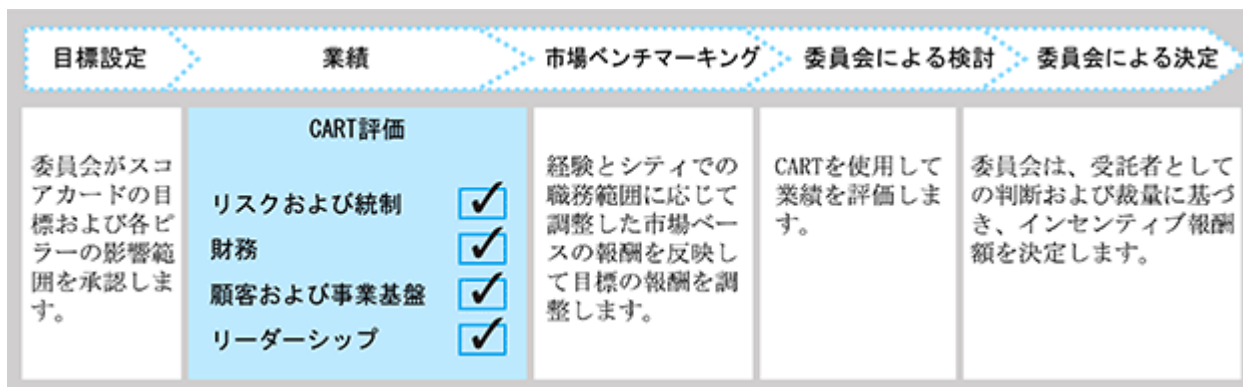 目標設定
業績
市場ベンチマーキング
委員会による検討
委員会による決定
委員会がスコ
アカードの目
標および各ピ
ラーの影響範
囲を承認しま
す。
CART評価
リスクおよび統制
財務
顧客および事業基盤
リーダーシップ
経験とシティでの
職務範囲に応じて
調整した市場ベー
スの報酬を反映し
て目標の報酬を調
整します。
CARTを使用して
業績を評価しま
す。
委員会は、受託者として
の判断および裁量に基づ
き、インセンティブ報酬
額を決定します。